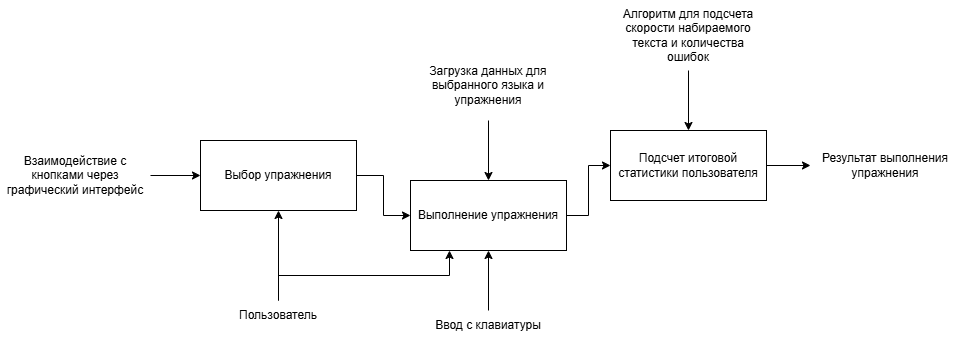 Алгоритм для подсчета
скорости набираемого
текста и количества
ошибок
Загрузка данных для
выбранного языка и
упражнения
Взаимодействие с
кнопками через
графический интерфейс
Выбор упражнения
Выполнение упражнения
Подсчет итоговой
статистики пользователя
Результат выполнения
упражнения
Пользователь
Ввод с клавиатуры